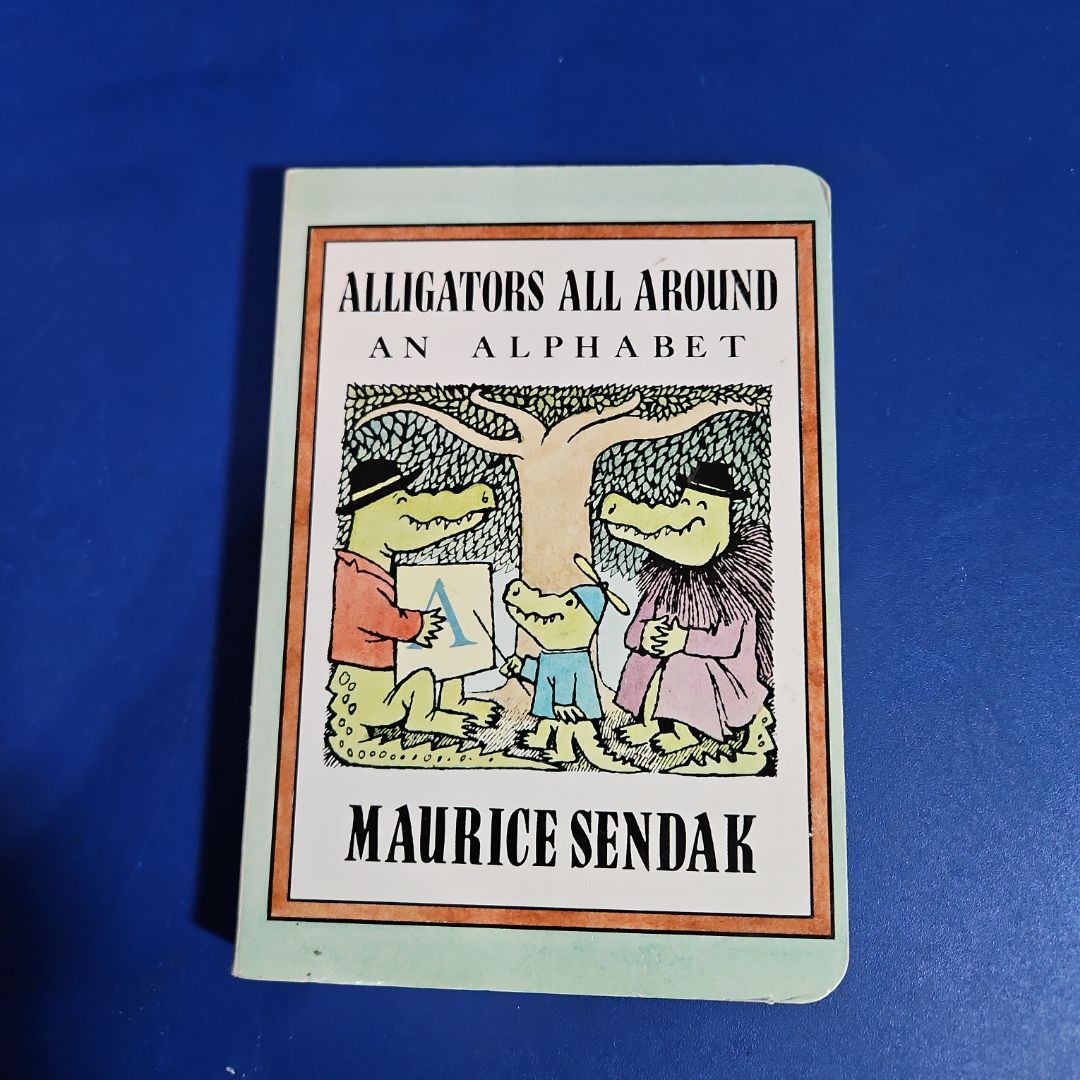 ALLIGATORS ALL AROUND
AN ALPHABET
A
MAURICE SENDAK